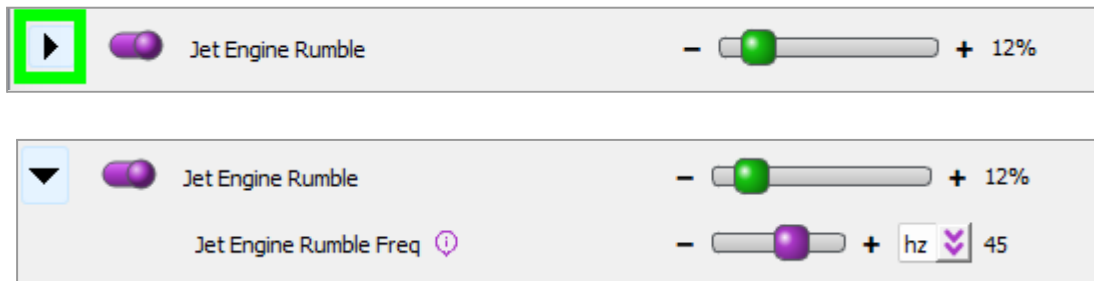 Jet Engine Rumble - + 12%
Jet Engine Rumble - + 12%
Jet Engine Rumble Freq - + hz 45